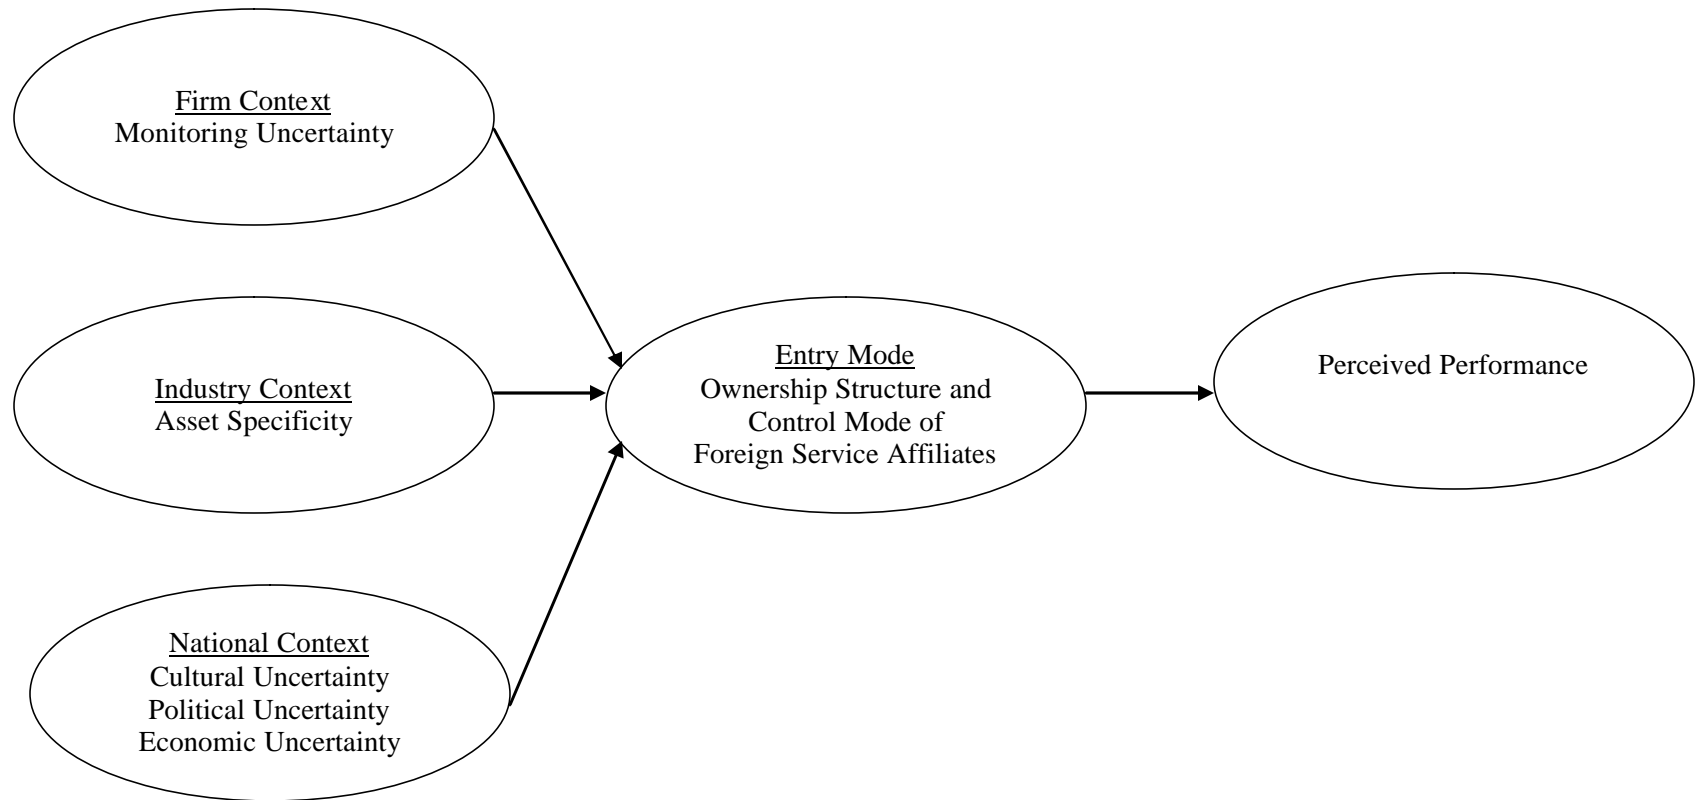 Firm Context
Monitoring Uncertainty
Industry Context
Asset Specificity
National Context
Cultural Uncertainty
Political Uncertainty
Economic Uncertainty
Entry Mode
Ownership Structure and
Control Mode of
Foreign Service Affiliates
Perceived Performance